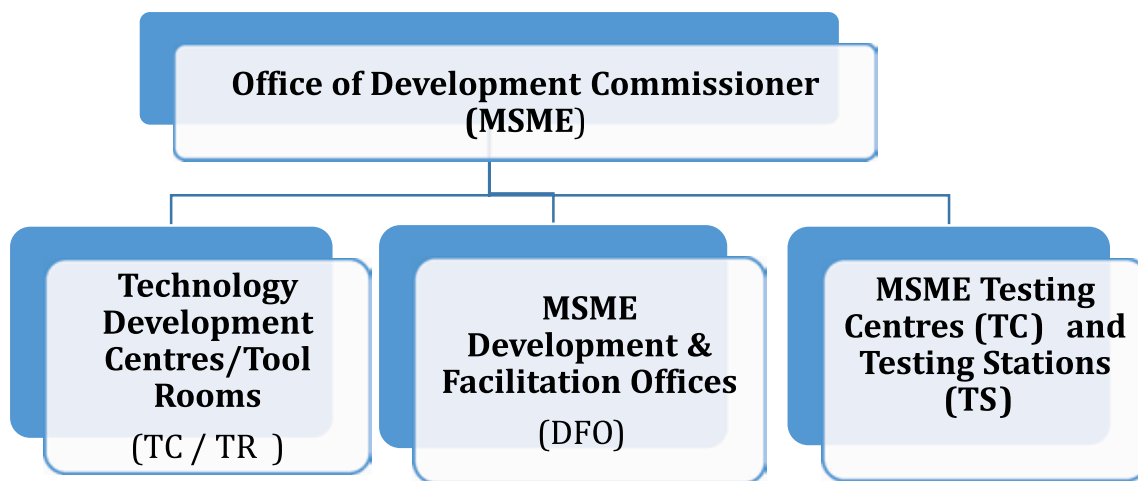 Office of Development Commissioner
(MSME)
Technology
Development
Centres/Tool
Rooms
(TC / TR )
MSME
Development &
Facilitation Offices
(DFO)
MSME Testing
Centres (TC) and
Testing Stations
(TS)